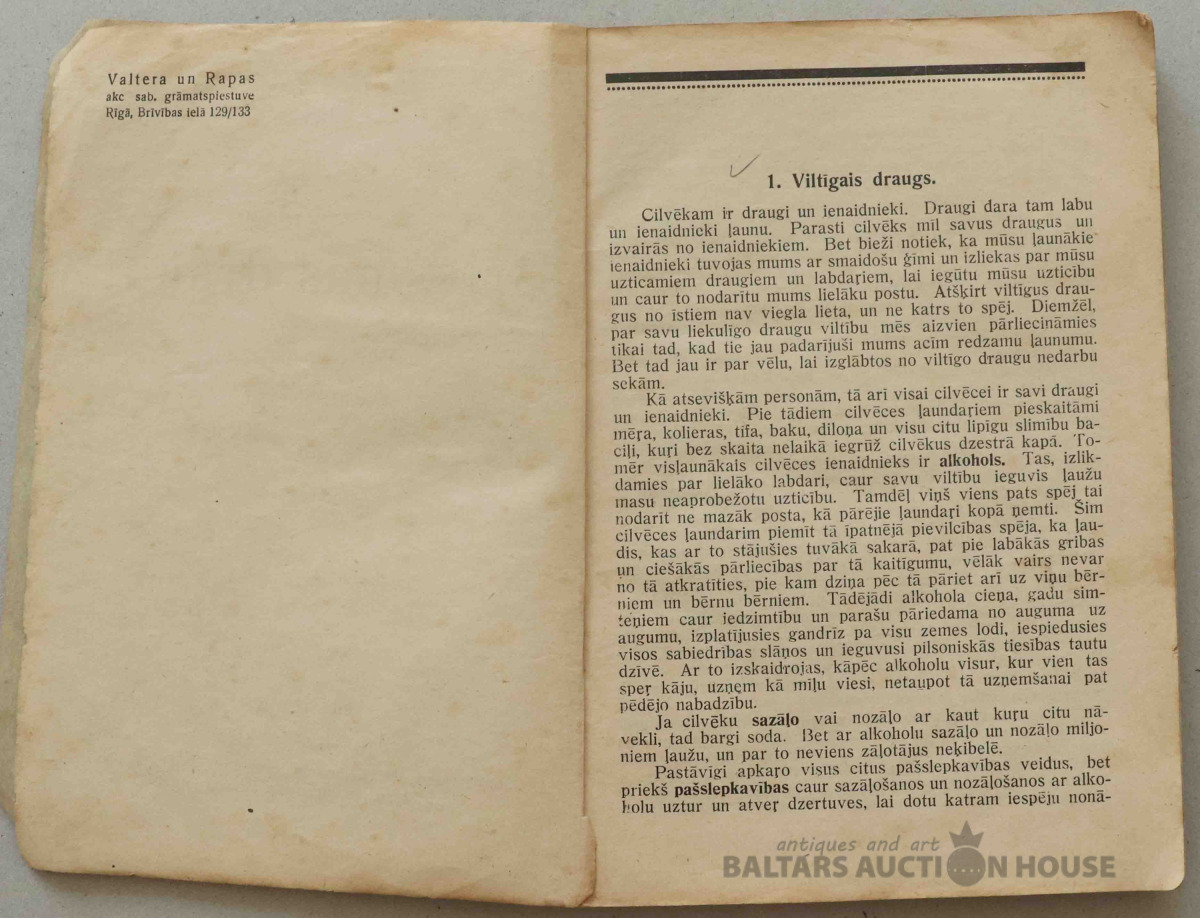 Valtera un Rapas
akc sab. grāmatspiestuve
Rīgā, Brīvības ielā 129/133
1. Viltīgais draugs.
Cilvēkam ir draugi un ienaidnieki. Draugi dara tam labu
un ienaidnieki ļaunu. Parasti cilvēks mīl savus draugus un
izvairās no ienaidniekiem. Bet bieži notiek, ka mūsu ļaunākie
ienaidnieki tuvojas mums ar smaidošu ģīmi un izliekas par mūsu
uzticamiem draugiem un labdaŗiem, lai iegūtu mūsu uzticību
un caur to nodarītu mums lielāku postu. Atšķirt viltīgus drau-
gus no īstiem nav viegla lieta, un ne katrs to spēj. Diemžēl,
par savu liekulīgo draugu viltību mēs aizvien pārliecināmies
tikai tad, kad tie jau padarījuši mums acīm redzamu ļaunumu.
Bet tad jau ir par vēlu, lai izglābtos no viltīgo draugu nedarbu
sekām.
Kā atsevišķām personām, tā arī visai cilvēcei ir savi draugi
un ienaidnieki. Pie tādiem cilvēces ļaundaŗiem pieskaitāmi
mēŗa, kolieras, tīfa, baku, diloņa un visu citu lipīgu slimību ba-
ciļi, kuŗi bez skaita nelaikā iegrūž cilvēkus dzestrā kapā. To-
mēr visļaunākais cilvēces ienaidnieks ir alkohols. Tas, izlik-
damies par lielāko labdari, caur savu viltību ieguvis ļaužu
masu neaprobežotu uzticību. Tamdēļ viņš viens pats spēj tai
nodarīt ne mazāk posta, kā pārējie ļaundaŗi kopā ņemti. Šim
cilvēces ļaundarim piemīt tā īpatnējā pievilcības spēja, ka ļau-
dis, kas ar to stājušies tuvākā sakarā, pat pie labākās gribas
un ciešākās pārliecības par tā kaitīgumu, vēlāk vairs nevar
no tā atkratīties, pie kam dziņa pēc tā pāriet arī uz viņu bēr-
niem un bērnu bērniem. Tādējādi alkohola cieņa, gadu sim-
teņiem caur iedzimtību un parašu pāriedama no auguma uz
augumu, izplatījusies gandrīz pa visu zemes lodi, iespiedusies
visos sabiedrības slāņos un ieguvusi pilsoniskās tiesības tautu
dzīvē. Ar to izskaidrojas, kāpēc alkoholu visur, kur vien tas
speŗ kāju, uzņem kā mīļu viesi, netaupot tā uzņemšanai pat
pēdējo nabadzību.
Ja cilvēku sazāļo vai nozāļo ar kaut kuŗu citu nā-
vekli, tad bargi soda. Bet ar alkoholu sazāļo un nozāļo miljo-
niem ļaužu, un par to neviens zāļotājus neķibelē.
Pastāvīgi apkaŗo visus citus pašslepkavības veidus, bet
priekš pašslepkavības caur sazāļošanos un nozāļošanos ar alko-
holu uztur un atveŗ dzertuves, lai dotu katram iespēju nonā-
antiques and art
BALTARS AUCTION HOUSE